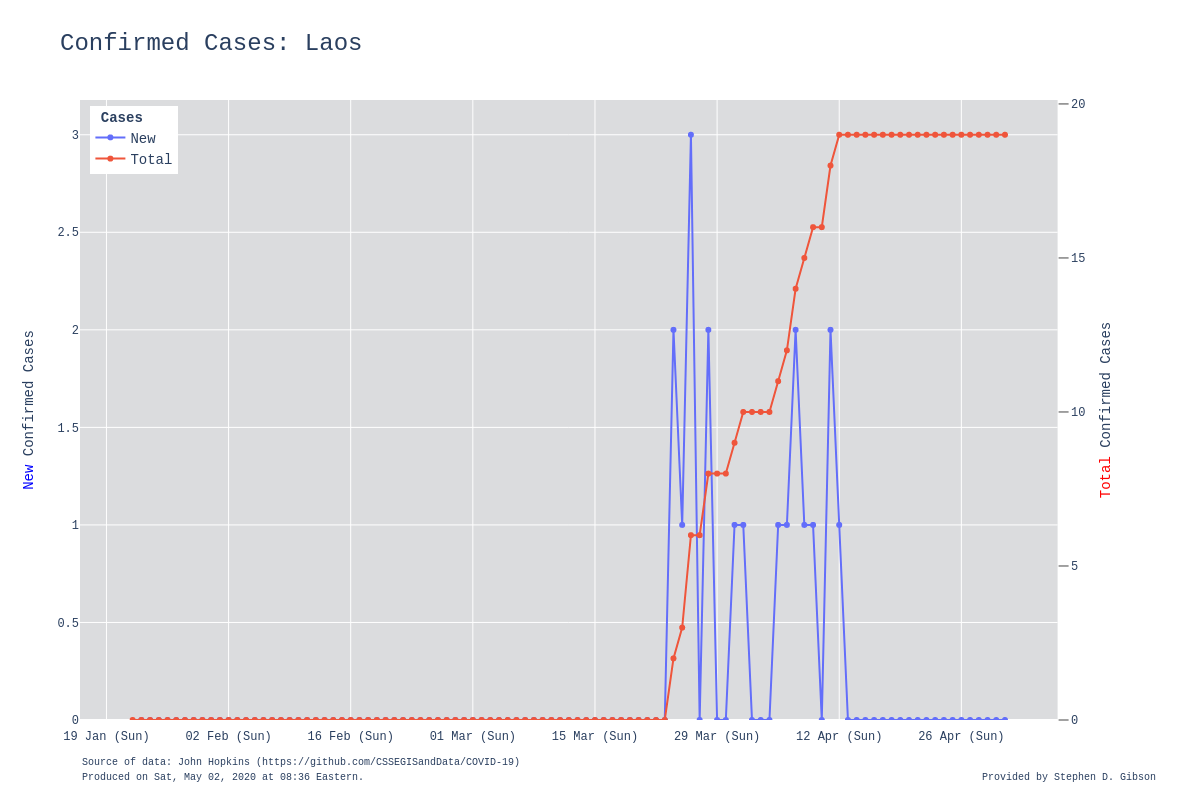 Confirmed Cases: Laos
Cases
New
Total
3
2.5
2
1.5
1
0.5
0
20
15
10
5
0
New Confirmed Cases
Total Confirmed Cases
19 Jan (Sun)
02 Feb (Sun)
16 Feb (Sun)
01 Mar (Sun)
15 Mar (Sun)
29 Mar (Sun)
12 Apr (Sun)
26 Apr (Sun)
Source of data: John Hopkins (https://github.com/CSSEGISandData/COVID-19)
Produced on Sat, May 02, 2020 at 08:36 Eastern.
Provided by Stephen D. Gibson